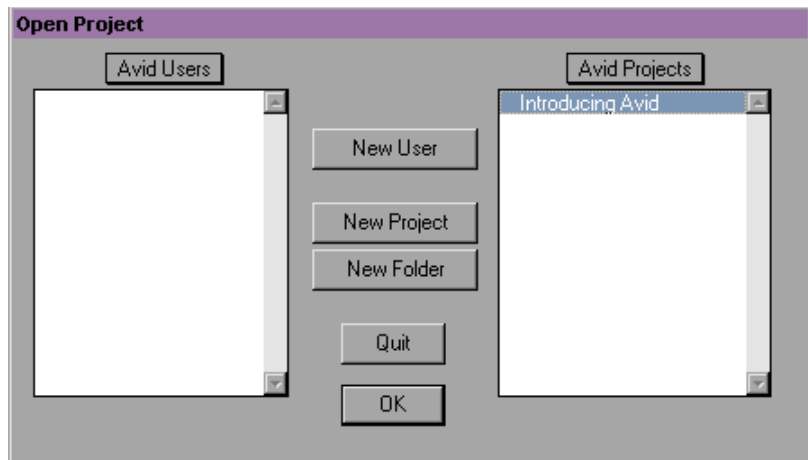 Open Project
Avid Users
Avid Projects
Introducing Avid
New User
New Project
New Folder
Quit
OK